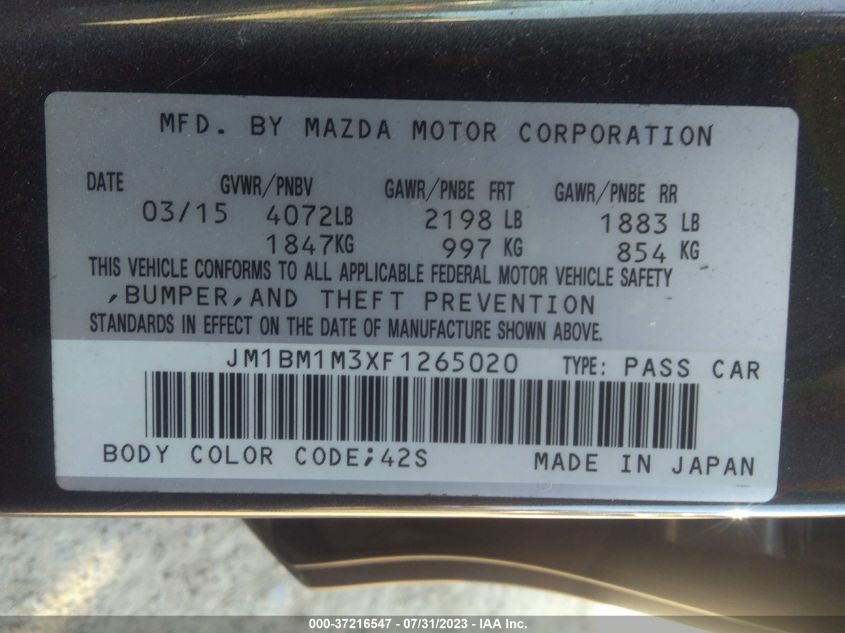 MFD. BY MAZDA MOTOR CORPORATION
DATE GVWR/PNBV GAWR/PNBE FRT GAWR/PNBE RR
03/15 4072LB 2198 LB 1883 LB
1847KG 997 KG 854 KG
THIS VEHICLE CONFORMS TO ALL APPLICABLE FEDERAL MOTOR VEHICLE SAFETY
,BUMPER,AND THEFT PREVENTION
STANDARDS IN EFFECT ON THE DATE OF MANUFACTURE SHOWN ABOVE.
JM1BM1M3XF1265020 TYPE: PASS CAR
BODY COLOR CODE;42S MADE IN JAPAN
000-37216547 / 07/31/2023 - IAA Inc.